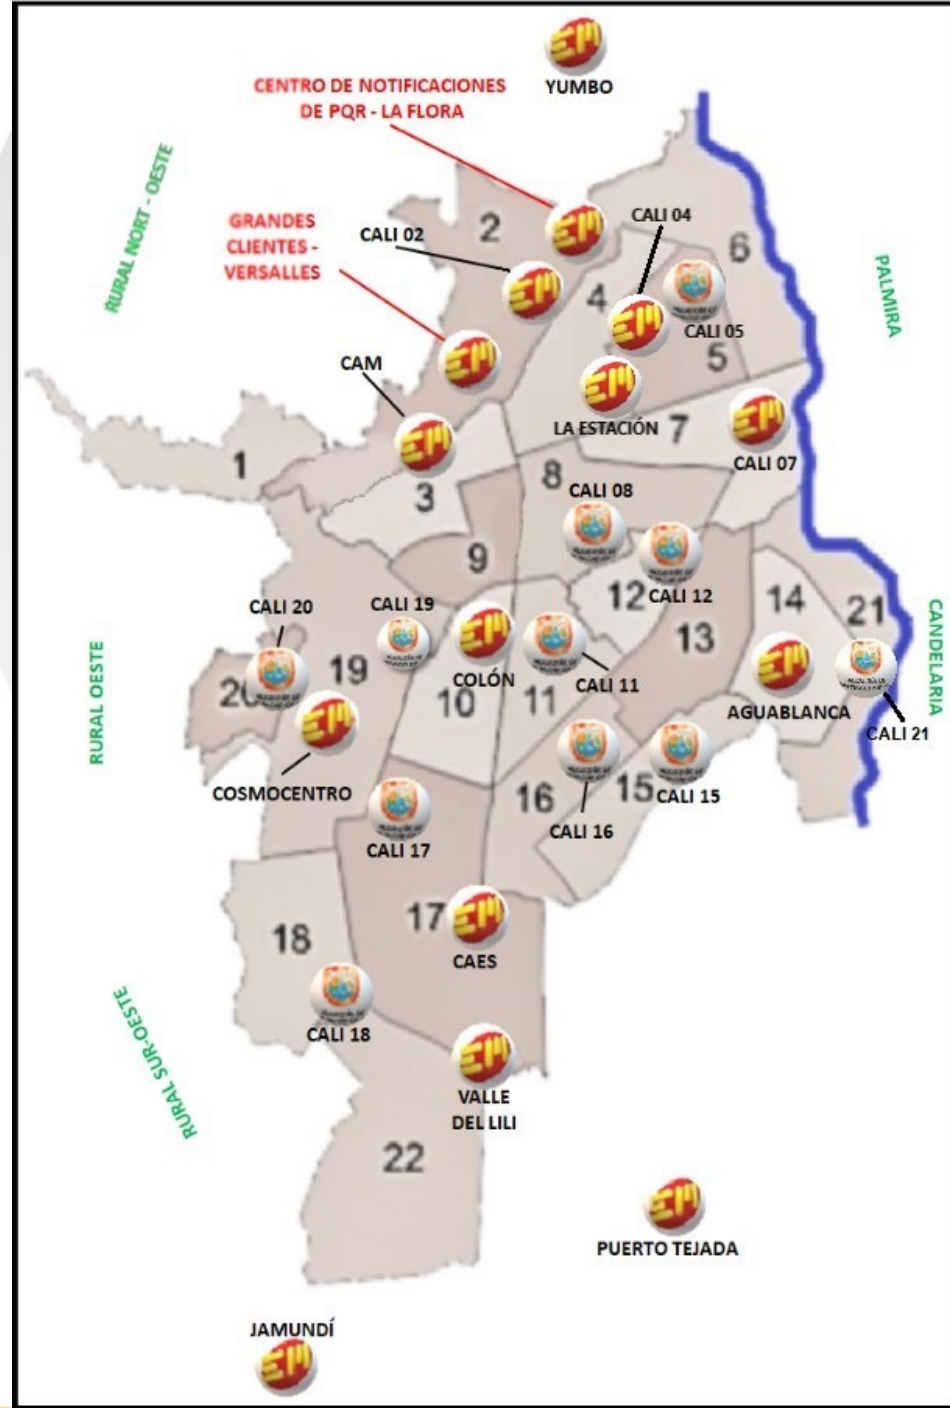 YUMBO
CENTRO DE NOTIFICACIONES
DE PQR - LA FLORA
RURAL NORT - OESTE
GRANDES
CLIENTES -
VERSALLES
CALI 02
2
CALI 04
6
PALMIRA
4
CALI 05
5
CAM
LA ESTACIÓN
7
CALI 07
1
3
8
CALI 08
9
12
CALI 12
14
21
CANDELARIA
CALI 20
CALI 19
13
RURAL OESTE
20
19
COLÓN
10
11
CALI 11
AGUABLANCA
CALI 21
COSMOCENTRO
16
15
CALI 15
CALI 16
CALI 17
17
CAES
18
CALI 18
RURAL SUR-OESTE
VALLE
DEL LILI
22
PUERTO TEJADA
JAMUNDÍ